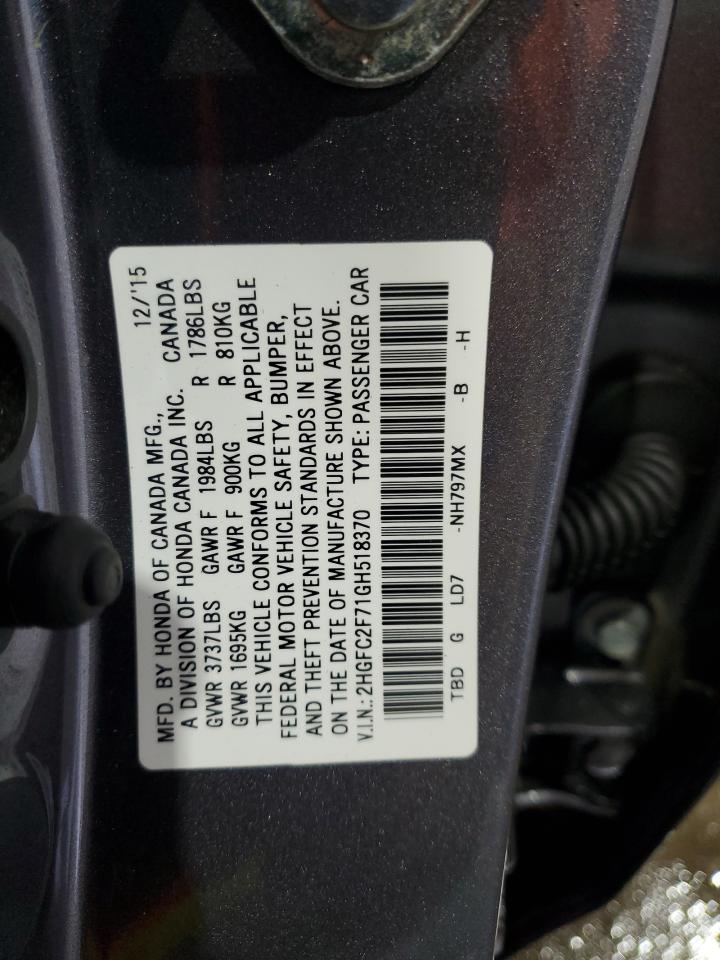 MFD. BY HONDA OF CANADA MFG., 12/'15
A DIVISION OF HONDA CANADA INC. CANADA
GVWR 3737LBS GAWR F 1984LBS R 1786LBS
GVWR 1695KG GAWR F 900KG R 810KG
THIS VEHICLE CONFORMS TO ALL APPLICABLE
FEDERAL MOTOR VEHICLE SAFETY, BUMPER,
AND THEFT PREVENTION STANDARDS IN EFFECT
ON THE DATE OF MANUFACTURE SHOWN ABOVE.
V.I.N.: 2HGFC2F71GH518370 TYPE: PASSENGER CAR
TBD G LD7 -NH797MX -B -H